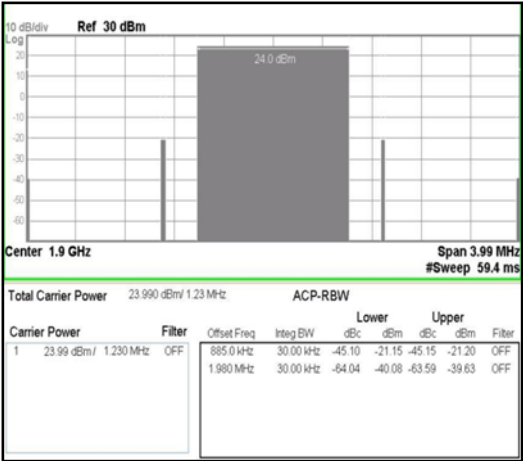 10 dB/div Ref 30 dBm
Log
24.0 dBm
20
10
0
-10
-20
-30
-40
-50
-60
Center 1.9 GHz Span 3.99 MHz
#Sweep 59.4 ms
Total Carrier Power 23.990 dBm/ 1.23 MHz ACP-RBW
Lower Upper
Carrier Power Filter Offset Freq Integ BW dBc dBm dBc dBm Filter
1 23.99 dBm / 1.230 MHz OFF 885.0 kHz 30.00 kHz -45.10 -21.15 -45.15 -21.20 OFF
1.980 MHz 30.00 kHz -64.04 -40.08 -63.59 -39.63 OFF